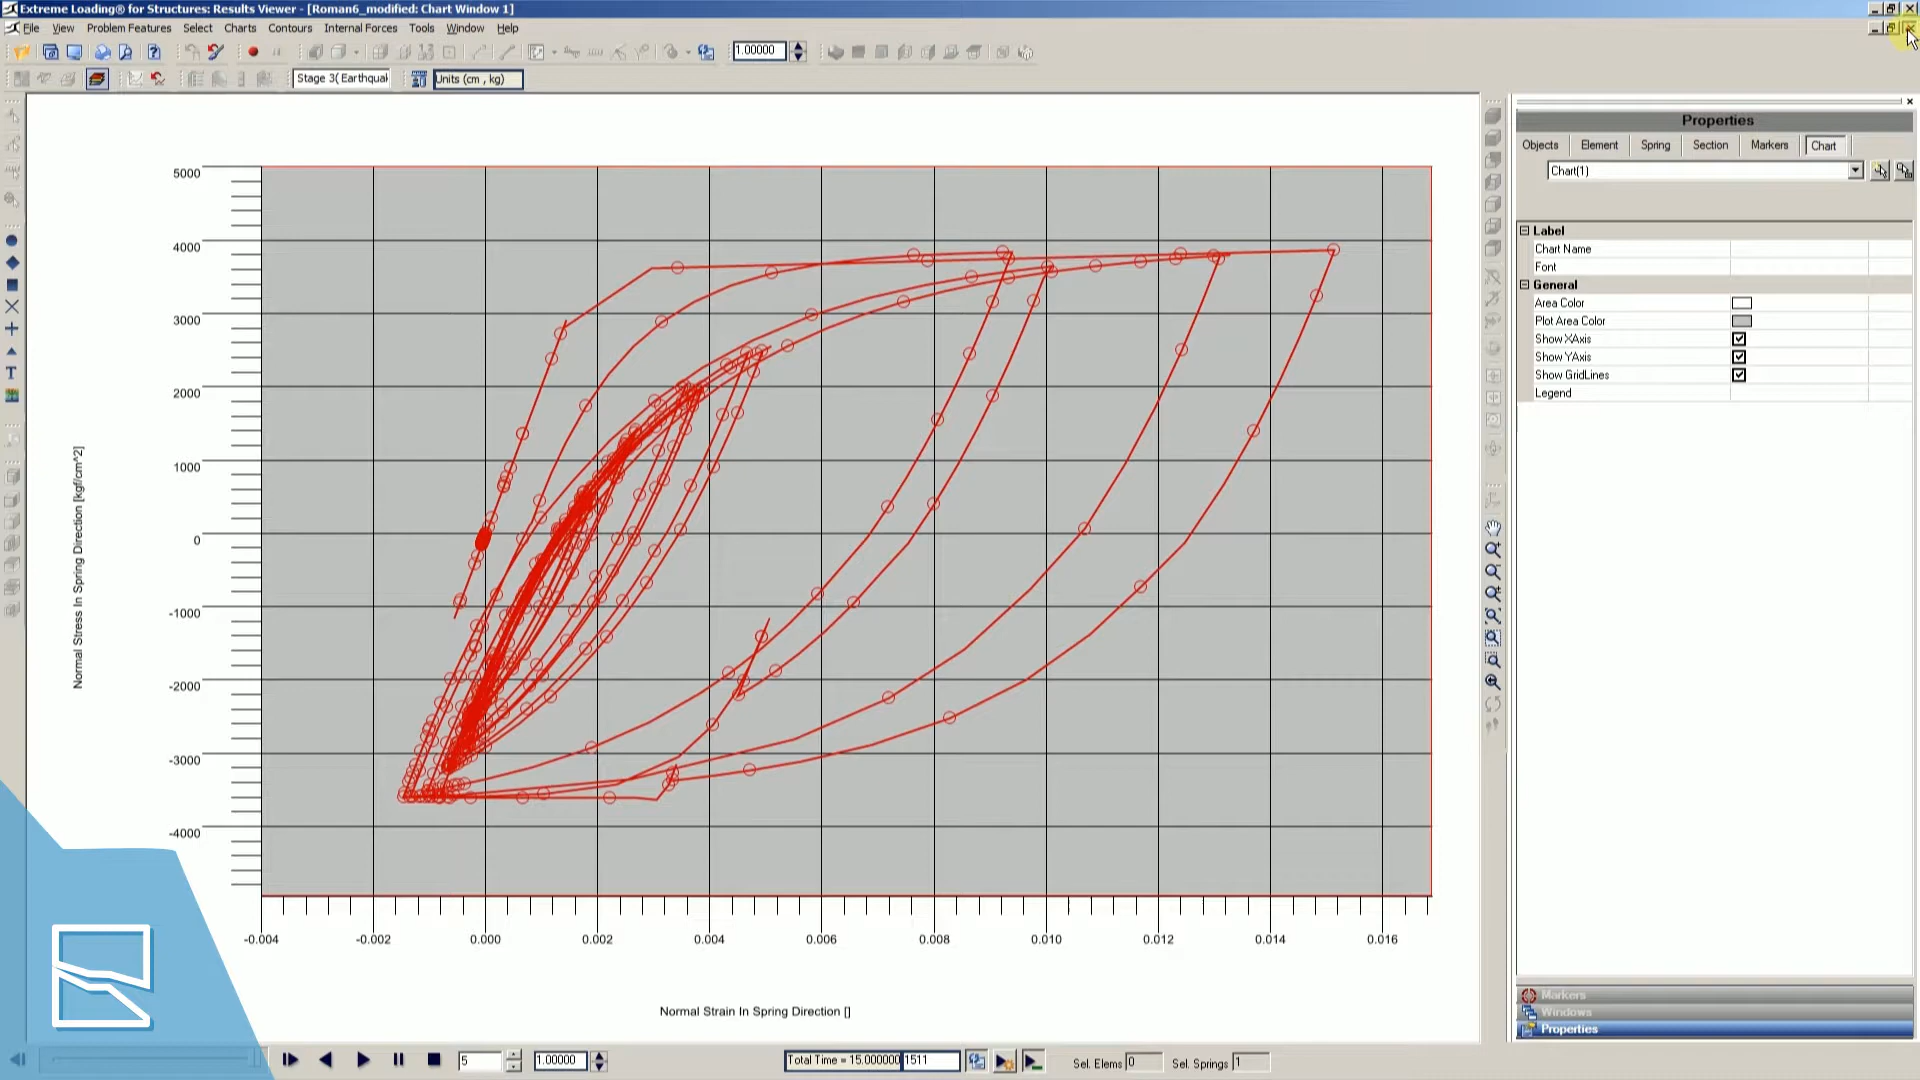 Extreme Loading® for Structures: Results Viewer - [Roman6_modified: Chart Window 1]
File View Problem Features Select Charts Contours Internal Forces Tools Window Help
1.00000
Stage 3( Earthqual
Units (cm , kg)
Properties
Objects Element Spring Section Markers Chart
Chart(1)
Label
Chart Name
Font
General
Area Color
Plot Area Color
Show XAxis
Show YAxis
Show GridLines
Legend
Normal Stress In Spring Direction [kgf/cm^2]
5000
4000
3000
2000
1000
0
-1000
-2000
-3000
-4000
-0.004 -0.002 0.000 0.002 0.004 0.006 0.008 0.010 0.012 0.014 0.016
Normal Strain In Spring Direction []
Markers
Windows
Properties
5
1.00000
Total Time = 15.000000
1511
Sel. Elems 0
Sel. Springs 1